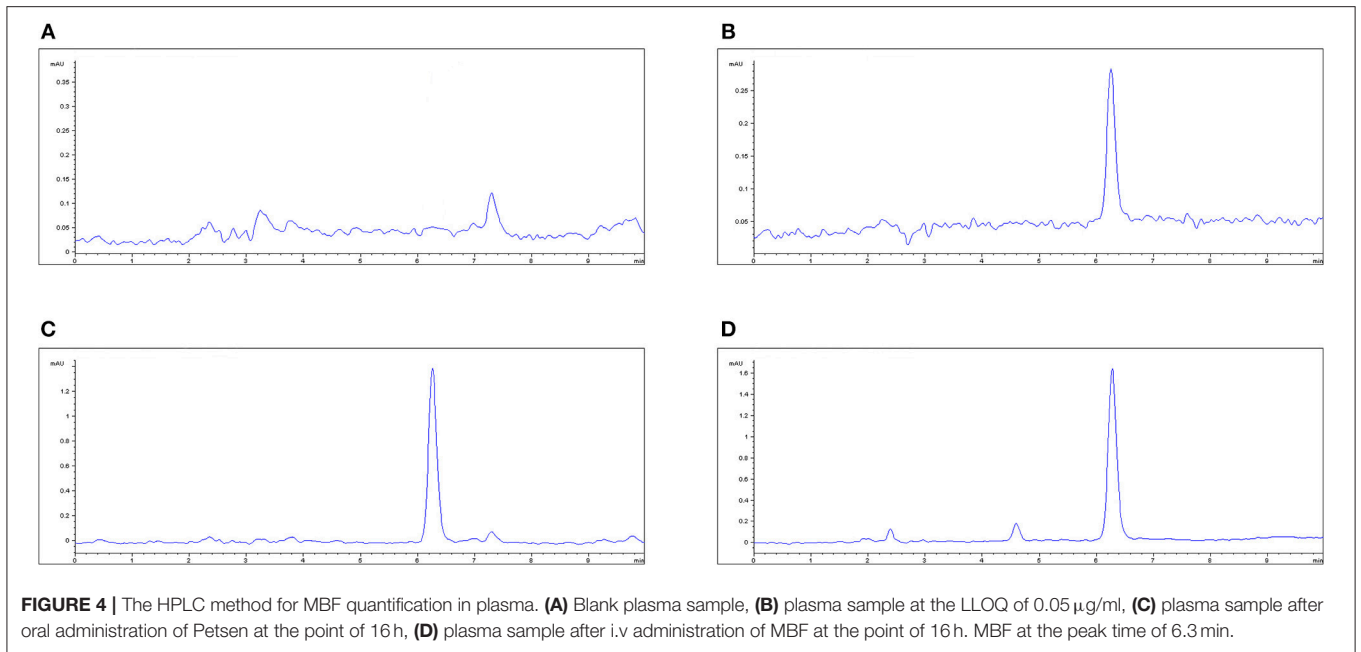 A
mAU
0.35
0.3
0.25
0.2
0.15
0.1
0.05
0
0 1 2 3 4 5 6 7 8 9 min
B
mAU
0.25
0.2
0.15
0.1
0.05
0 1 2 3 4 5 6 7 8 9 min
C
mAU
1.2
1
0.8
0.6
0.4
0.2
0
0 1 2 3 4 5 6 7 8 9 min
D
mAU
1.6
1.4
1.2
1
0.8
0.6
0.4
0.2
0
0 1 2 3 4 5 6 7 8 9 min
FIGURE 4 | The HPLC method for MBF quantification in plasma. (A) Blank plasma sample, (B) plasma sample at the LLOQ of 0.05 μg/ml, (C) plasma sample after
oral administration of Petsen at the point of 16 h, (D) plasma sample after i.v administration of MBF at the point of 16 h. MBF at the peak time of 6.3 min.